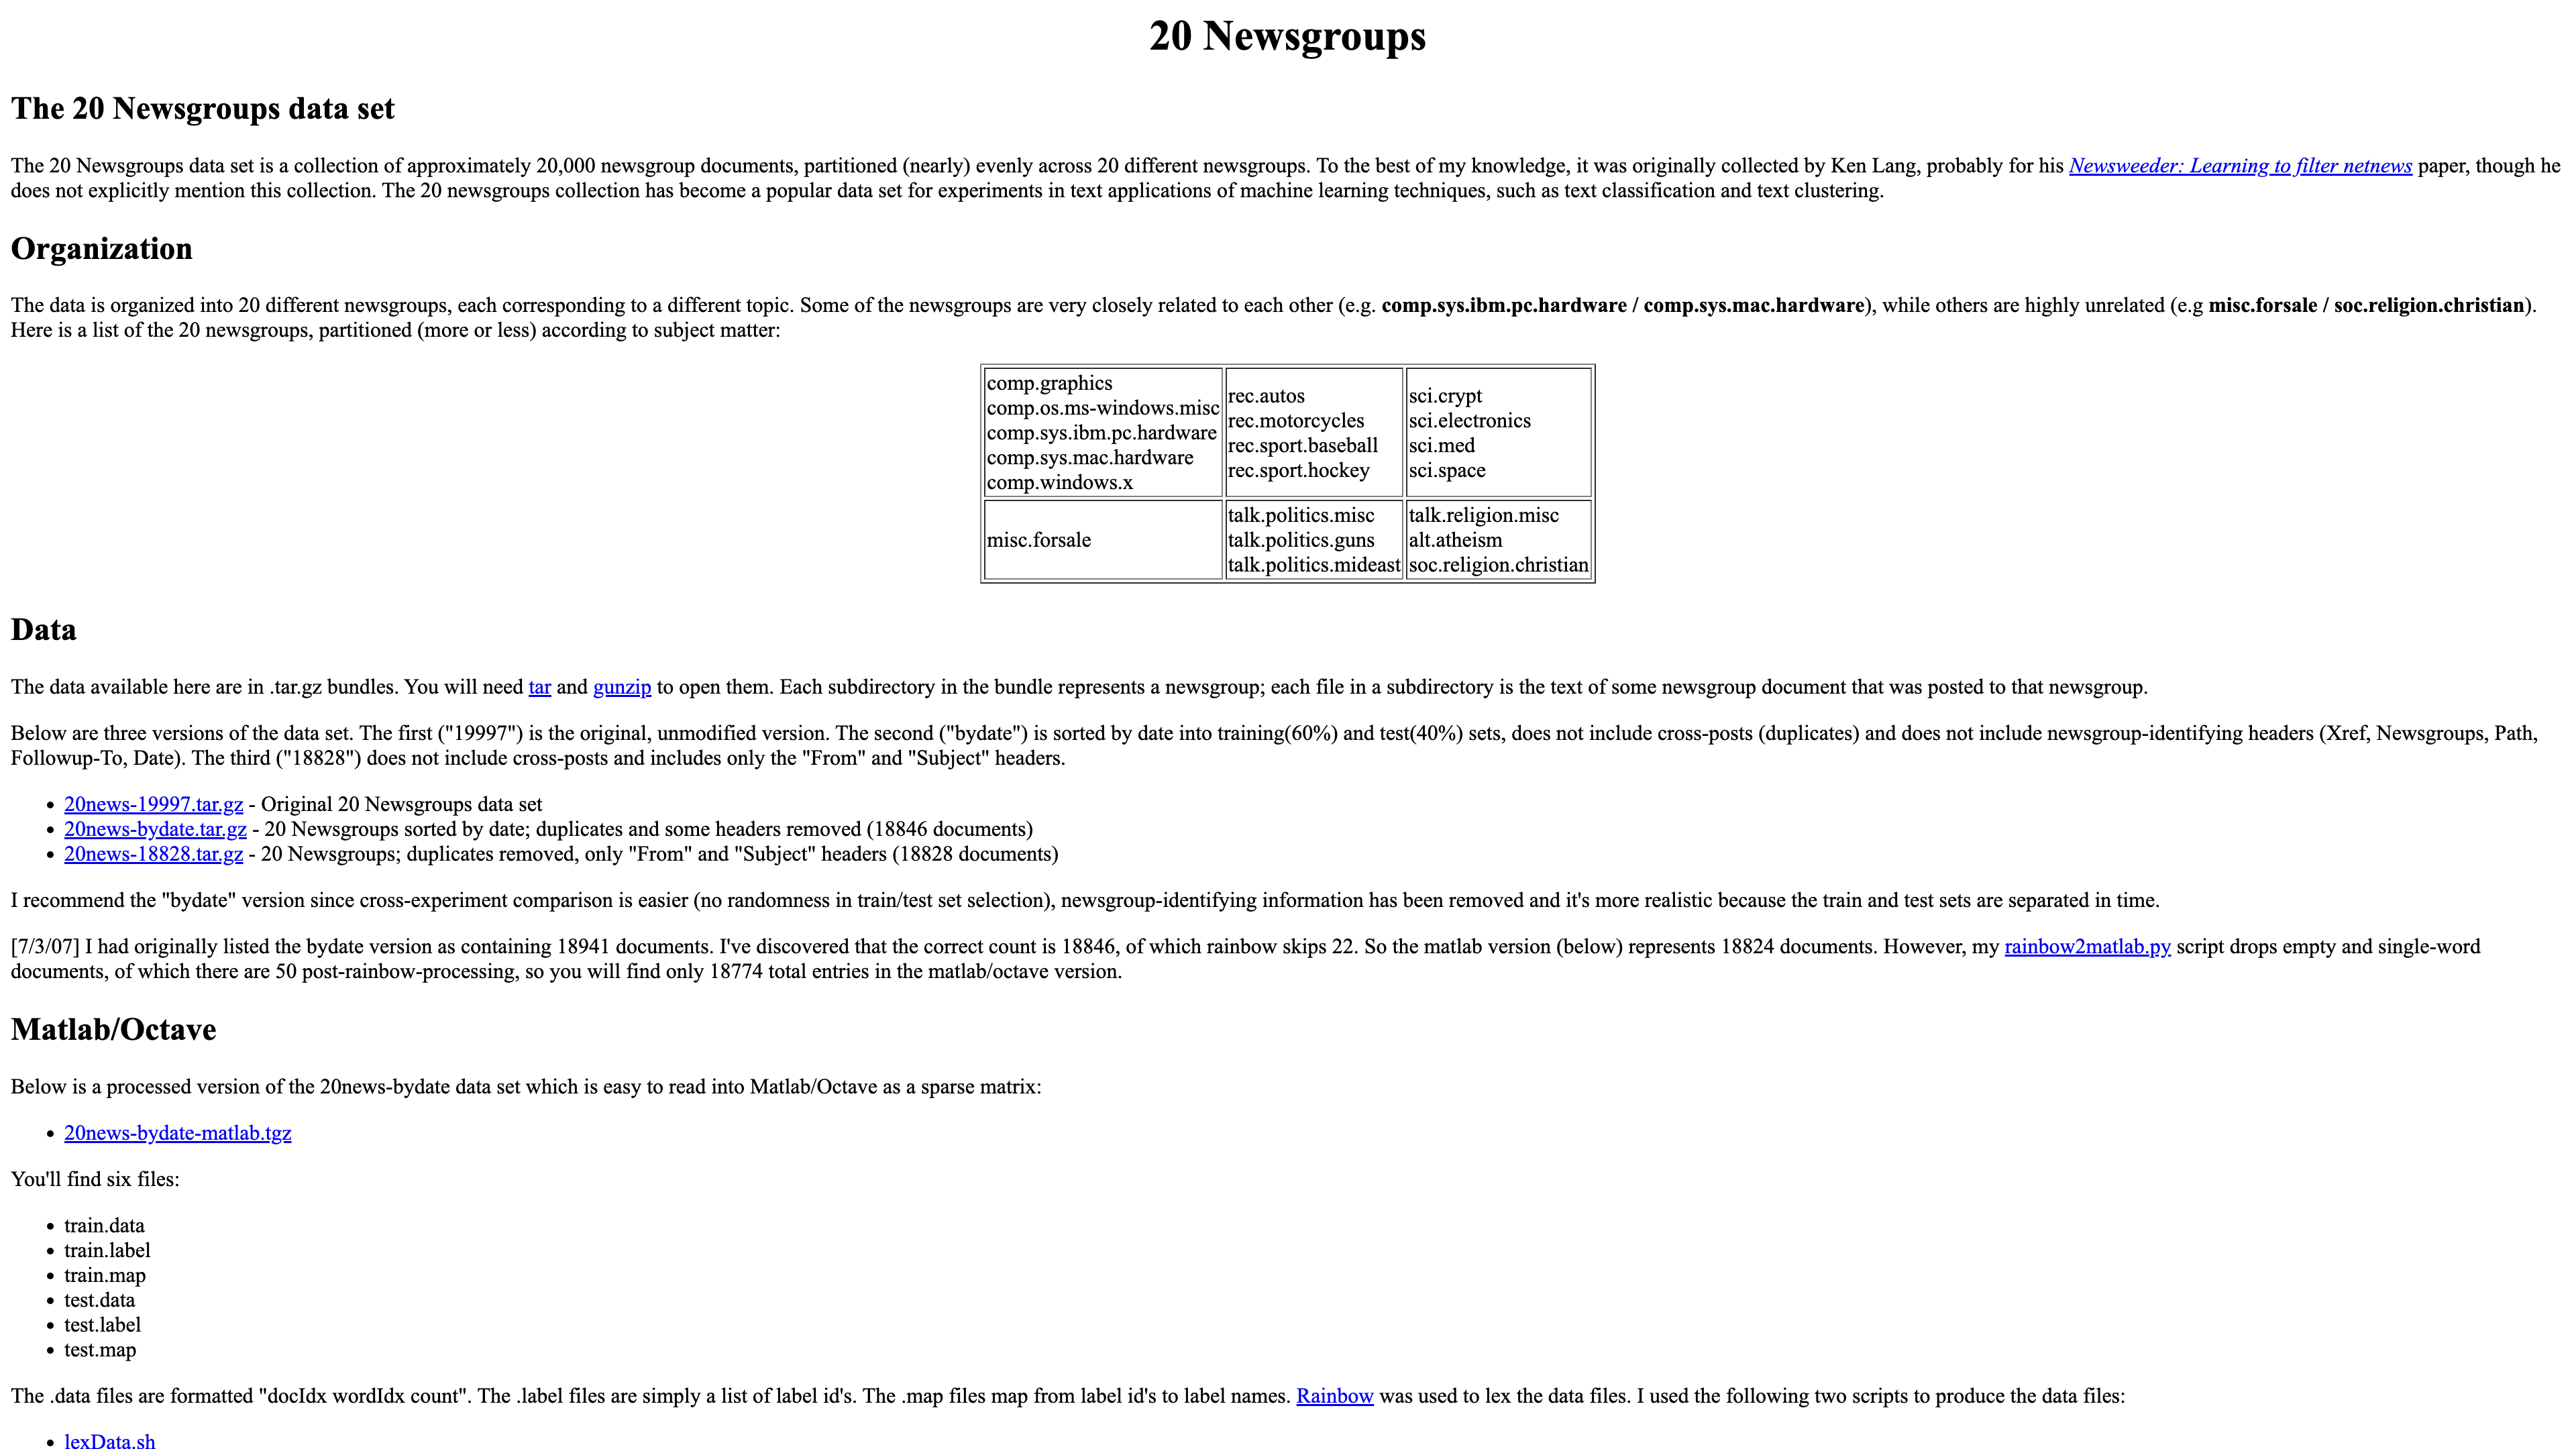 20 Newsgroups
The 20 Newsgroups data set
The 20 Newsgroups data set is a collection of approximately 20,000 newsgroup documents, partitioned (nearly) evenly across 20 different newsgroups. To the best of my knowledge, it was originally collected by Ken Lang, probably for his Newsweeder: Learning to filter netnews paper, though he
does not explicitly mention this collection. The 20 newsgroups collection has become a popular data set for experiments in text applications of machine learning techniques, such as text classification and text clustering.
Organization
The data is organized into 20 different newsgroups, each corresponding to a different topic. Some of the newsgroups are very closely related to each other (e.g. comp.sys.ibm.pc.hardware / comp.sys.mac.hardware), while others are highly unrelated (e.g misc.forsale / soc.religion.christian).
Here is a list of the 20 newsgroups, partitioned (more or less) according to subject matter:
comp.graphics
comp.os.ms-windows.misc
comp.sys.ibm.pc.hardware
comp.sys.mac.hardware
comp.windows.x
rec.autos
rec.motorcycles
rec.sport.baseball
rec.sport.hockey
sci.crypt
sci.electronics
sci.med
sci.space
misc.forsale
talk.politics.misc
talk.politics.guns
talk.politics.mideast
talk.religion.misc
alt.atheism
soc.religion.christian
Data
The data available here are in .tar.gz bundles. You will need tar and gunzip to open them. Each subdirectory in the bundle represents a newsgroup; each file in a subdirectory is the text of some newsgroup document that was posted to that newsgroup.
Below are three versions of the data set. The first ("19997") is the original, unmodified version. The second ("bydate") is sorted by date into training(60%) and test(40%) sets, does not include cross-posts (duplicates) and does not include newsgroup-identifying headers (Xref, Newsgroups, Path,
Followup-To, Date). The third ("18828") does not include cross-posts and includes only the "From" and "Subject" headers.
• 20news-19997.tar.gz - Original 20 Newsgroups data set
• 20news-bydate.tar.gz - 20 Newsgroups sorted by date; duplicates and some headers removed (18846 documents)
• 20news-18828.tar.gz - 20 Newsgroups; duplicates removed, only "From" and "Subject" headers (18828 documents)
I recommend the "bydate" version since cross-experiment comparison is easier (no randomness in train/test set selection), newsgroup-identifying information has been removed and it's more realistic because the train and test sets are separated in time.
[7/3/07] I had originally listed the bydate version as containing 18941 documents. I've discovered that the correct count is 18846, of which rainbow skips 22. So the matlab version (below) represents 18824 documents. However, my rainbow2matlab.py script drops empty and single-word
documents, of which there are 50 post-rainbow-processing, so you will find only 18774 total entries in the matlab/octave version.
Matlab/Octave
Below is a processed version of the 20news-bydate data set which is easy to read into Matlab/Octave as a sparse matrix:
• 20news-bydate-matlab.tgz
You'll find six files:
• train.data
• train.label
• train.map
• test.data
• test.label
• test.map
The .data files are formatted "docIdx wordIdx count". The .label files are simply a list of label id's. The .map files map from label id's to label names. Rainbow was used to lex the data files. I used the following two scripts to produce the data files:
• lexData.sh